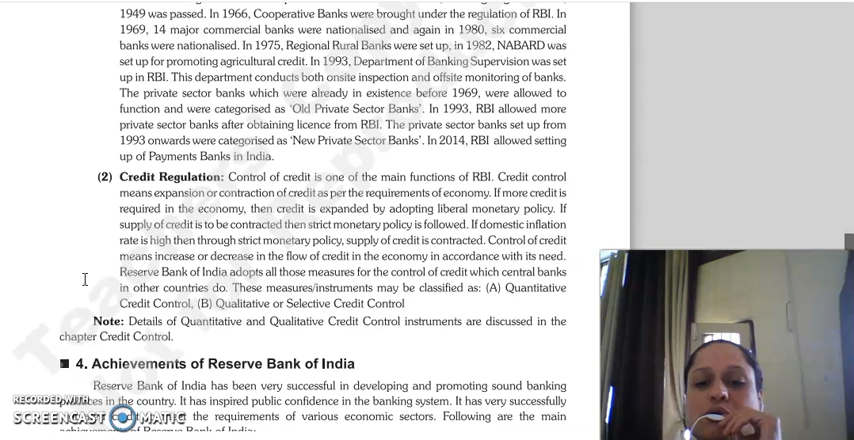 1949 was passed. In 1966, Cooperative Banks were brought under the regulation of RBI. In
1969, 14 major commercial banks were nationalised and again in 1980, six commercial
banks were nationalised. In 1975, Regional Rural Banks were set up, in 1982, NABARD was
set up for promoting agricultural credit. In 1993, Department of Banking Supervision was set
up in RBI. This department conducts both onsite inspection and offsite monitoring of banks.
The private sector banks which were already in existence before 1969, were allowed to
function and were categorised as 'Old Private Sector Banks'. In 1993, RBI allowed more
private sector banks after obtaining licence from RBI. The private sector banks set up from
1993 onwards were categorised as 'New Private Sector Banks'. In 2014, RBI allowed setting
up of Payments Banks in India.
(2) Credit Regulation: Control of credit is one of the main functions of RBI. Credit control
means expansion or contraction of credit as per the requirements of economy. If more credit is
required in the economy, then credit is expanded by adopting liberal monetary policy. If
supply of credit is to be contracted then strict monetary policy is followed. If domestic inflation
rate is high then through strict monetary policy, supply of credit is contracted. Control of credit
means increase or decrease in the flow of credit in the economy in accordance with its need.
Reserve Bank of India adopts all those measures for the control of credit which central banks
in other countries do. These measures/instruments may be classified as: (A) Quantitative
Credit Control, (B) Qualitative or Selective Credit Control
Note: Details of Quantitative and Qualitative Credit Control instruments are discussed in the
chapter Credit Control.
4. Achievements of Reserve Bank of India
Reserve Bank of India has been very successful in developing and promoting sound banking
in the country. It has inspired public confidence in the banking system. It has very successfully
the requirements of various economic sectors. Following are the main
of Reserve Bank of India:
RECORDED WITH
SCREENCAST MATIC